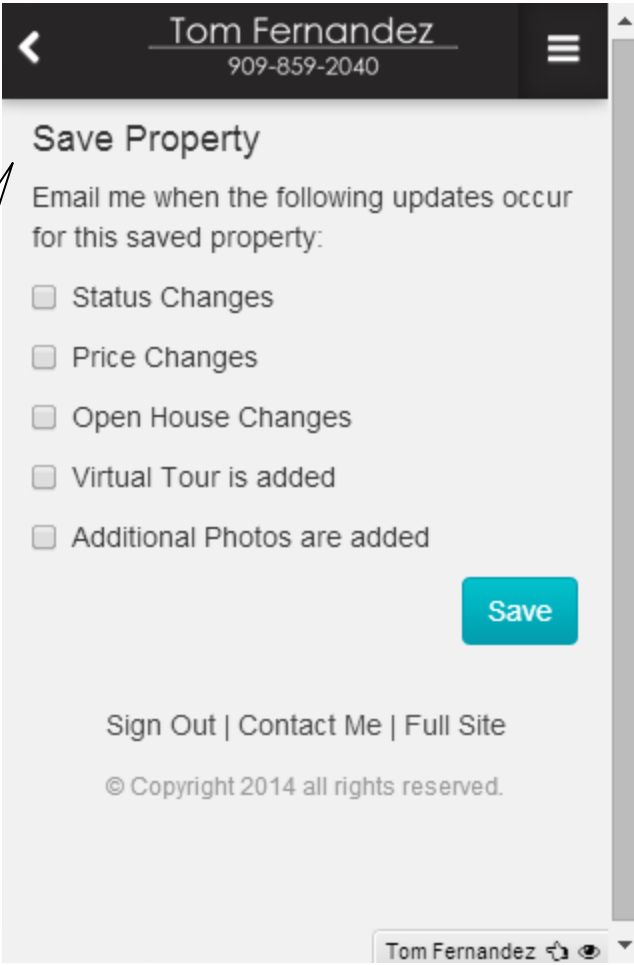 Tom Fernandez
909-859-2040
Save Property
Email me when the following updates occur
for this saved property:
Status Changes
Price Changes
Open House Changes
Virtual Tour is added
Additional Photos are added
Save
Sign Out | Contact Me | Full Site
© Copyright 2014 all rights reserved.
Tom Fernandez